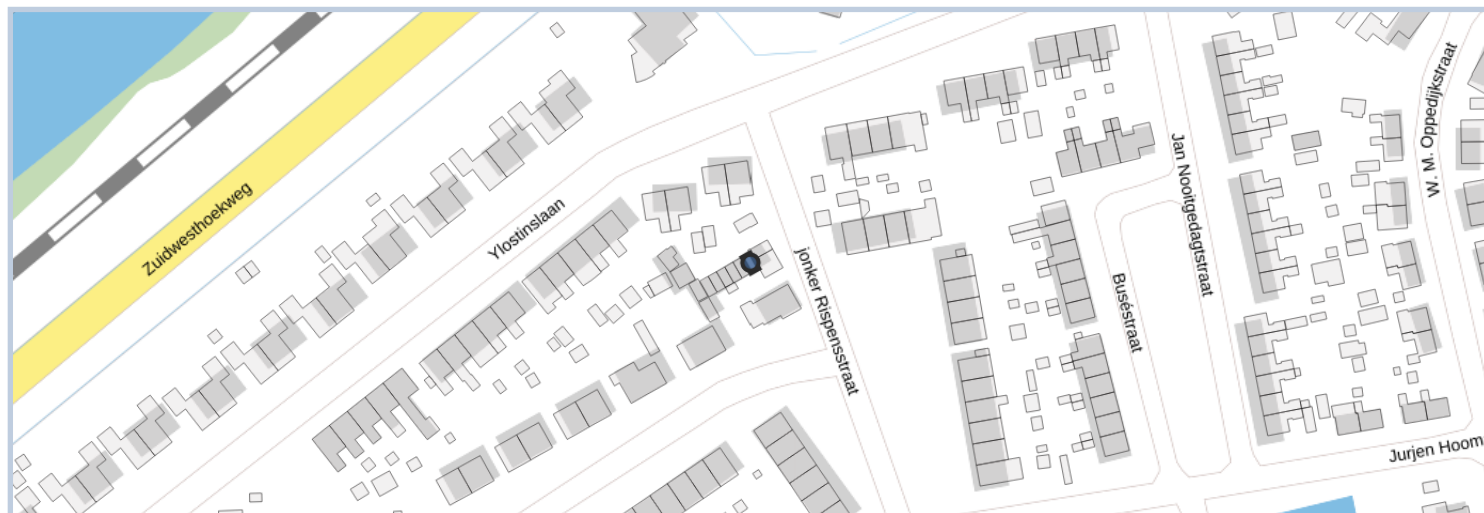 Zuidwesthoekweg
Ylostinslaan
jonker Rispensstraat
Buséstraat
Jan Nooitgedagtstraat
W. M. Oppedijkstraat
Jurjen Hoom